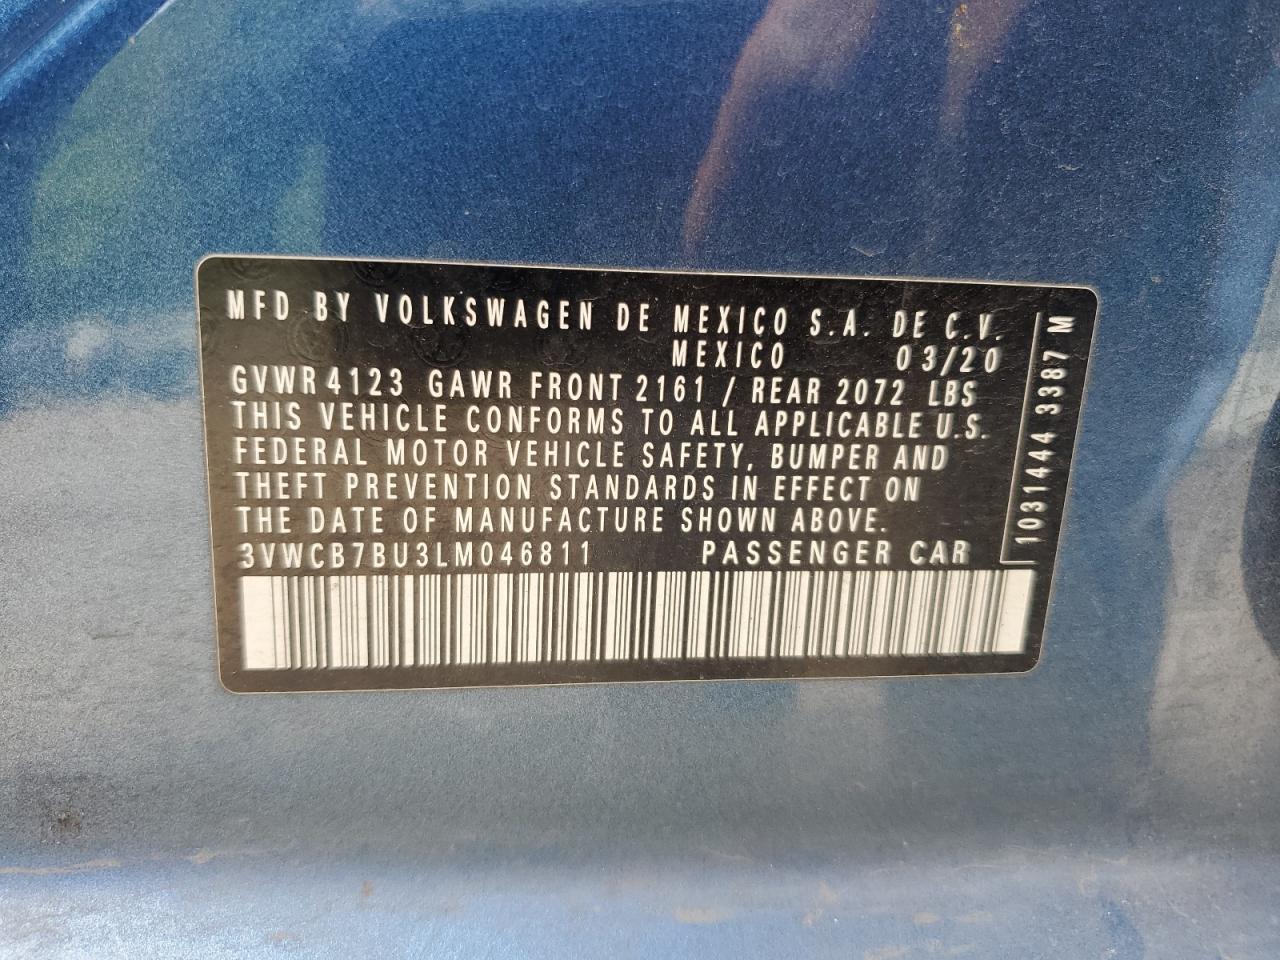 MFD BY VOLKSWAGEN DE MEXICO S.A. DE C.V.
MEXICO 03/20
GVWR 4123 GAWR FRONT 2161 / REAR 2072 LBS
THIS VEHICLE CONFORMS TO ALL APPLICABLE U.S.
FEDERAL MOTOR VEHICLE SAFETY, BUMPER AND
THEFT PREVENTION STANDARDS IN EFFECT ON
THE DATE OF MANUFACTURE SHOWN ABOVE.
3VWCB7BU3LM046811 PASSENGER CAR
1031444 3387 M